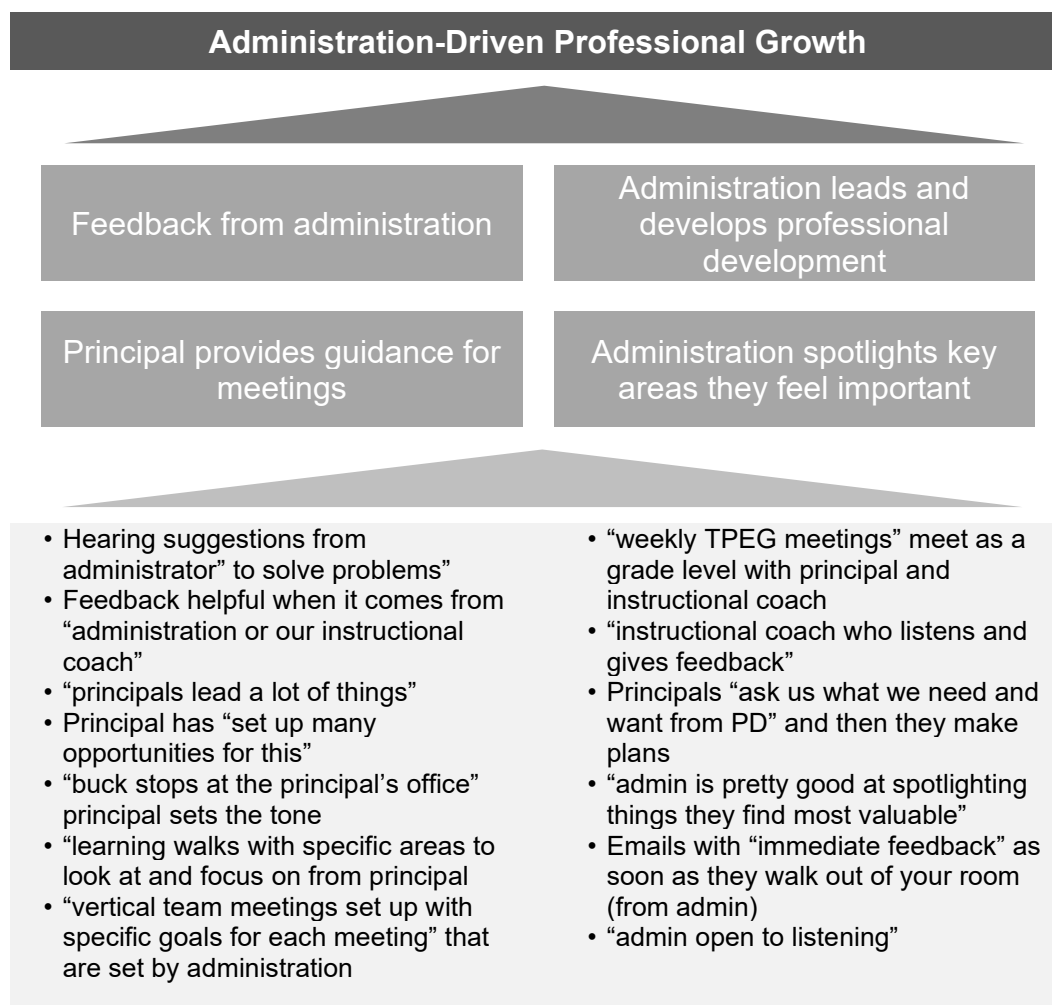 Administration-Driven Professional Growth
Feedback from administration
Administration leads and
develops professional
development
Principal provides guidance for
meetings
Administration spotlights key
areas they feel important
• Hearing suggestions from
administrator” to solve problems”
• Feedback helpful when it comes from
“administration or our instructional
coach”
• “principals lead a lot of things”
• Principal has “set up many
opportunities for this”
• “buck stops at the principal’s office”
principal sets the tone
• “learning walks with specific areas to
look at and focus on from principal
• “vertical team meetings set up with
specific goals for each meeting” that
are set by administration
• “weekly TPEG meetings” meet as a
grade level with principal and
instructional coach
• “instructional coach who listens and
gives feedback”
• Principals “ask us what we need and
want from PD” and then they make
plans
• “admin is pretty good at spotlighting
things they find most valuable”
• Emails with “immediate feedback” as
soon as they walk out of your room
(from admin)
• “admin open to listening”